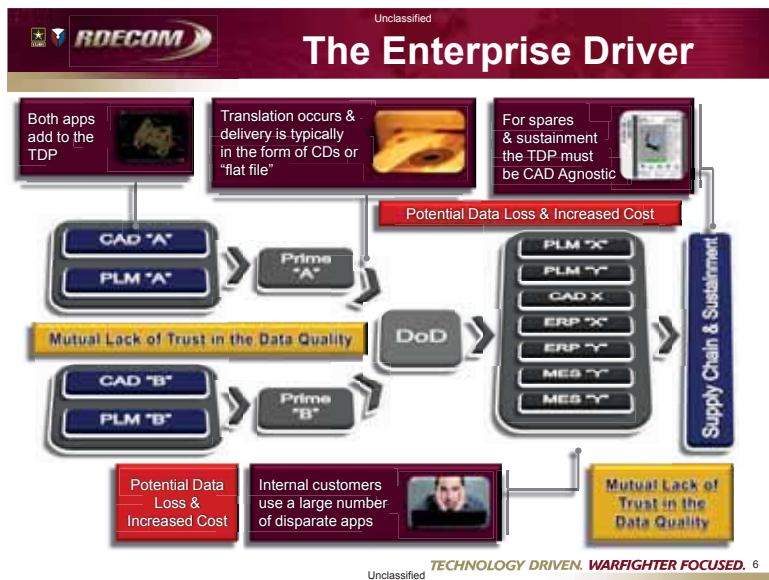 Unclassified
RDECOM
The Enterprise Driver
Both apps
add to the
TDP
Translation occurs &
delivery is typically
in the form of CDs or
“flat file”
For spares
& sustainment
the TDP must
be CAD Agnostic
Potential Data Loss & Increased Cost
CAD "A"
PLM "A"
Prime
"A"
Mutual Lack of Trust in the Data Quality
CAD "B"
PLM "B"
Prime
"B"
DoD
PLM "X"
PLM "Y"
CAD X
ERP "X"
ERP "Y"
MES "Y"
MES "Y"
Supply Chain & Sustainment
Potential Data
Loss &
Increased Cost
Internal customers
use a large number
of disparate apps
Mutual Lack of
Trust in the
Data Quality
TECHNOLOGY DRIVEN. WARFIGHTER FOCUSED.
6
Unclassified